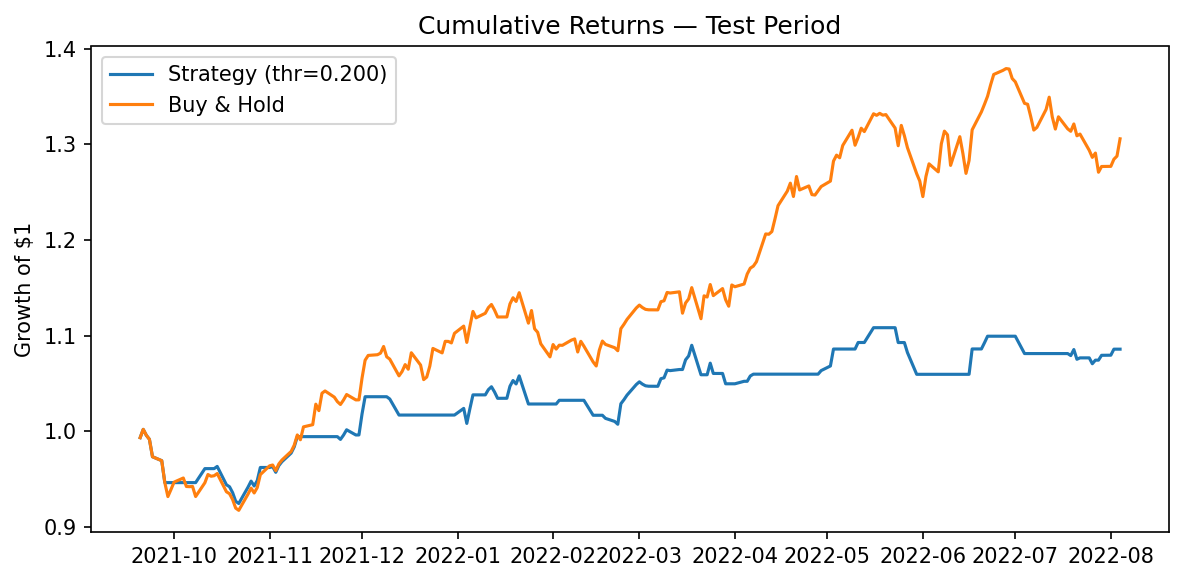 Cumulative Returns — Test Period
Strategy (thr=0.200)
Buy & Hold
Growth of $1
1.4
1.3
1.2
1.1
1.0
0.9
2021-10 2021-11 2021-12 2022-01 2022-02 2022-03 2022-04 2022-05 2022-06 2022-07 2022-08